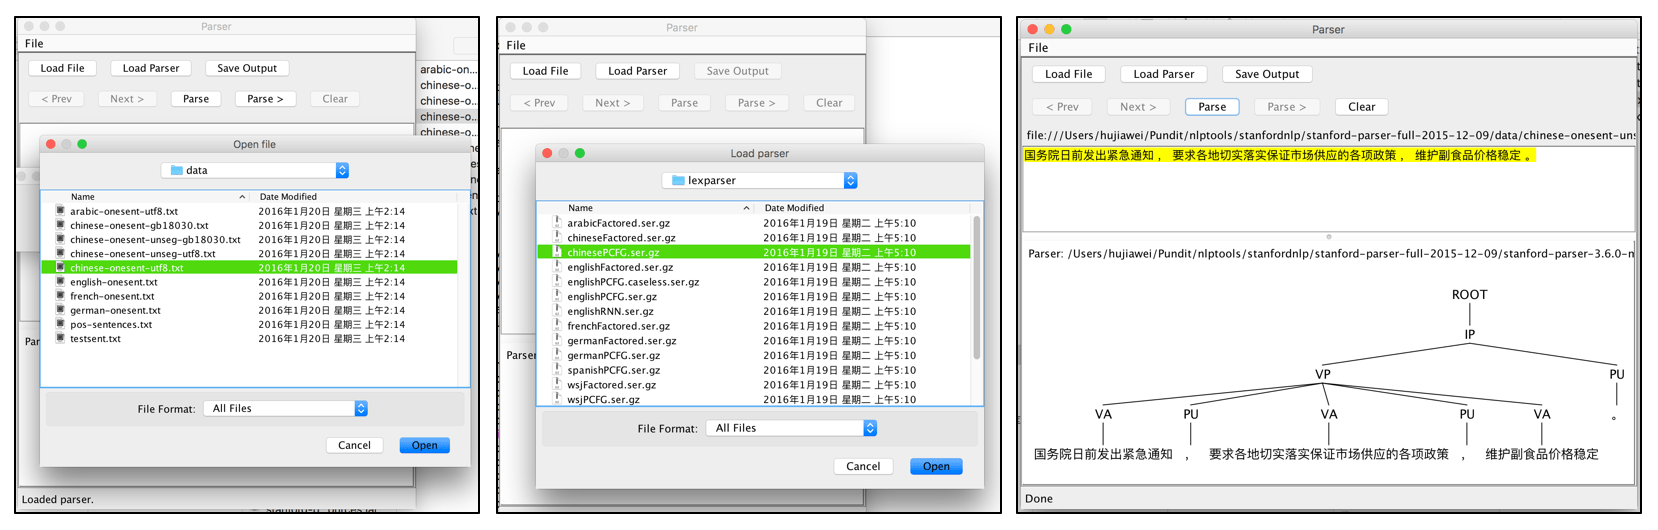 Parser
File
Load File
Load Parser
Save Output
< Prev
Next >
Parse
Parse >
Clear
arabic-on...
chinese-o...
chinese-o...
chinese-o...
chinese-o...
Open file
data
Name
Date Modified
arabic-onesent-utf8.txt 2016年1月20日 星期三 上午2:14
chinese-onesent-gb18030.txt 2016年1月20日 星期三 上午2:14
chinese-onesent-unseg-gb18030.txt 2016年1月20日 星期三 上午2:14
chinese-onesent-unseg-utf8.txt 2016年1月20日 星期三 上午2:14
chinese-onesent-utf8.txt 2016年1月20日 星期三 上午2:14
english-onesent.txt 2016年1月20日 星期三 上午2:14
french-onesent.txt 2016年1月20日 星期三 上午2:14
german-onesent.txt 2016年1月20日 星期三 上午2:14
pos-sentences.txt 2016年1月20日 星期三 上午2:14
testsent.txt 2016年1月20日 星期三 上午2:14
Par
File Format: All Files
Cancel
Open
Loaded parser.
Parser
File
Load File
Load Parser
Save Output
< Prev
Next >
Parse
Parse >
Clear
Load parser
lexparser
Name
Date Modified
arabicFactored.ser.gz 2016年1月19日 星期二 上午5:10
chineseFactored.ser.gz 2016年1月19日 星期二 上午5:10
chinesePCFG.ser.gz 2016年1月19日 星期二 上午5:10
englishFactored.ser.gz 2016年1月19日 星期二 上午5:10
englishPCFG.caseless.ser.gz 2016年1月19日 星期二 上午5:10
englishPCFG.ser.gz 2016年1月19日 星期二 上午5:10
englishRNN.ser.gz 2016年1月19日 星期二 上午5:10
frenchFactored.ser.gz 2016年1月19日 星期二 上午5:10
germanFactored.ser.gz 2016年1月19日 星期二 上午5:10
germanPCFG.ser.gz 2016年1月19日 星期二 上午5:10
spanishPCFG.ser.gz 2016年1月19日 星期二 上午5:10
wsjFactored.ser.gz 2016年1月19日 星期二 上午5:10
wsjPCFG.ser.gz 2016年1月19日 星期二 上午5:10
Parser
File Format: All Files
Cancel
Open
Parser
File
Load File
Load Parser
Save Output
< Prev
Next >
Parse
Parse >
Clear
file:///Users/hujiawei/Pundit/nlptools/stanfordnlp/stanford-parser-full-2015-12-09/data/chinese-onesent-uns
国务院日前发出紧急通知 ， 要求各地切实落实保证市场供应的各项政策 ， 维护副食品价格稳定 。
Parser: /Users/hujiawei/Pundit/nlptools/stanfordnlp/stanford-parser-full-2015-12-09/stanford-parser-3.6.0-m
ROOT
IP
VP PU
VA PU VA PU VA 。
国务院日前发出紧急通知 ， 要求各地切实落实保证市场供应的各项政策 ， 维护副食品价格稳定
Done